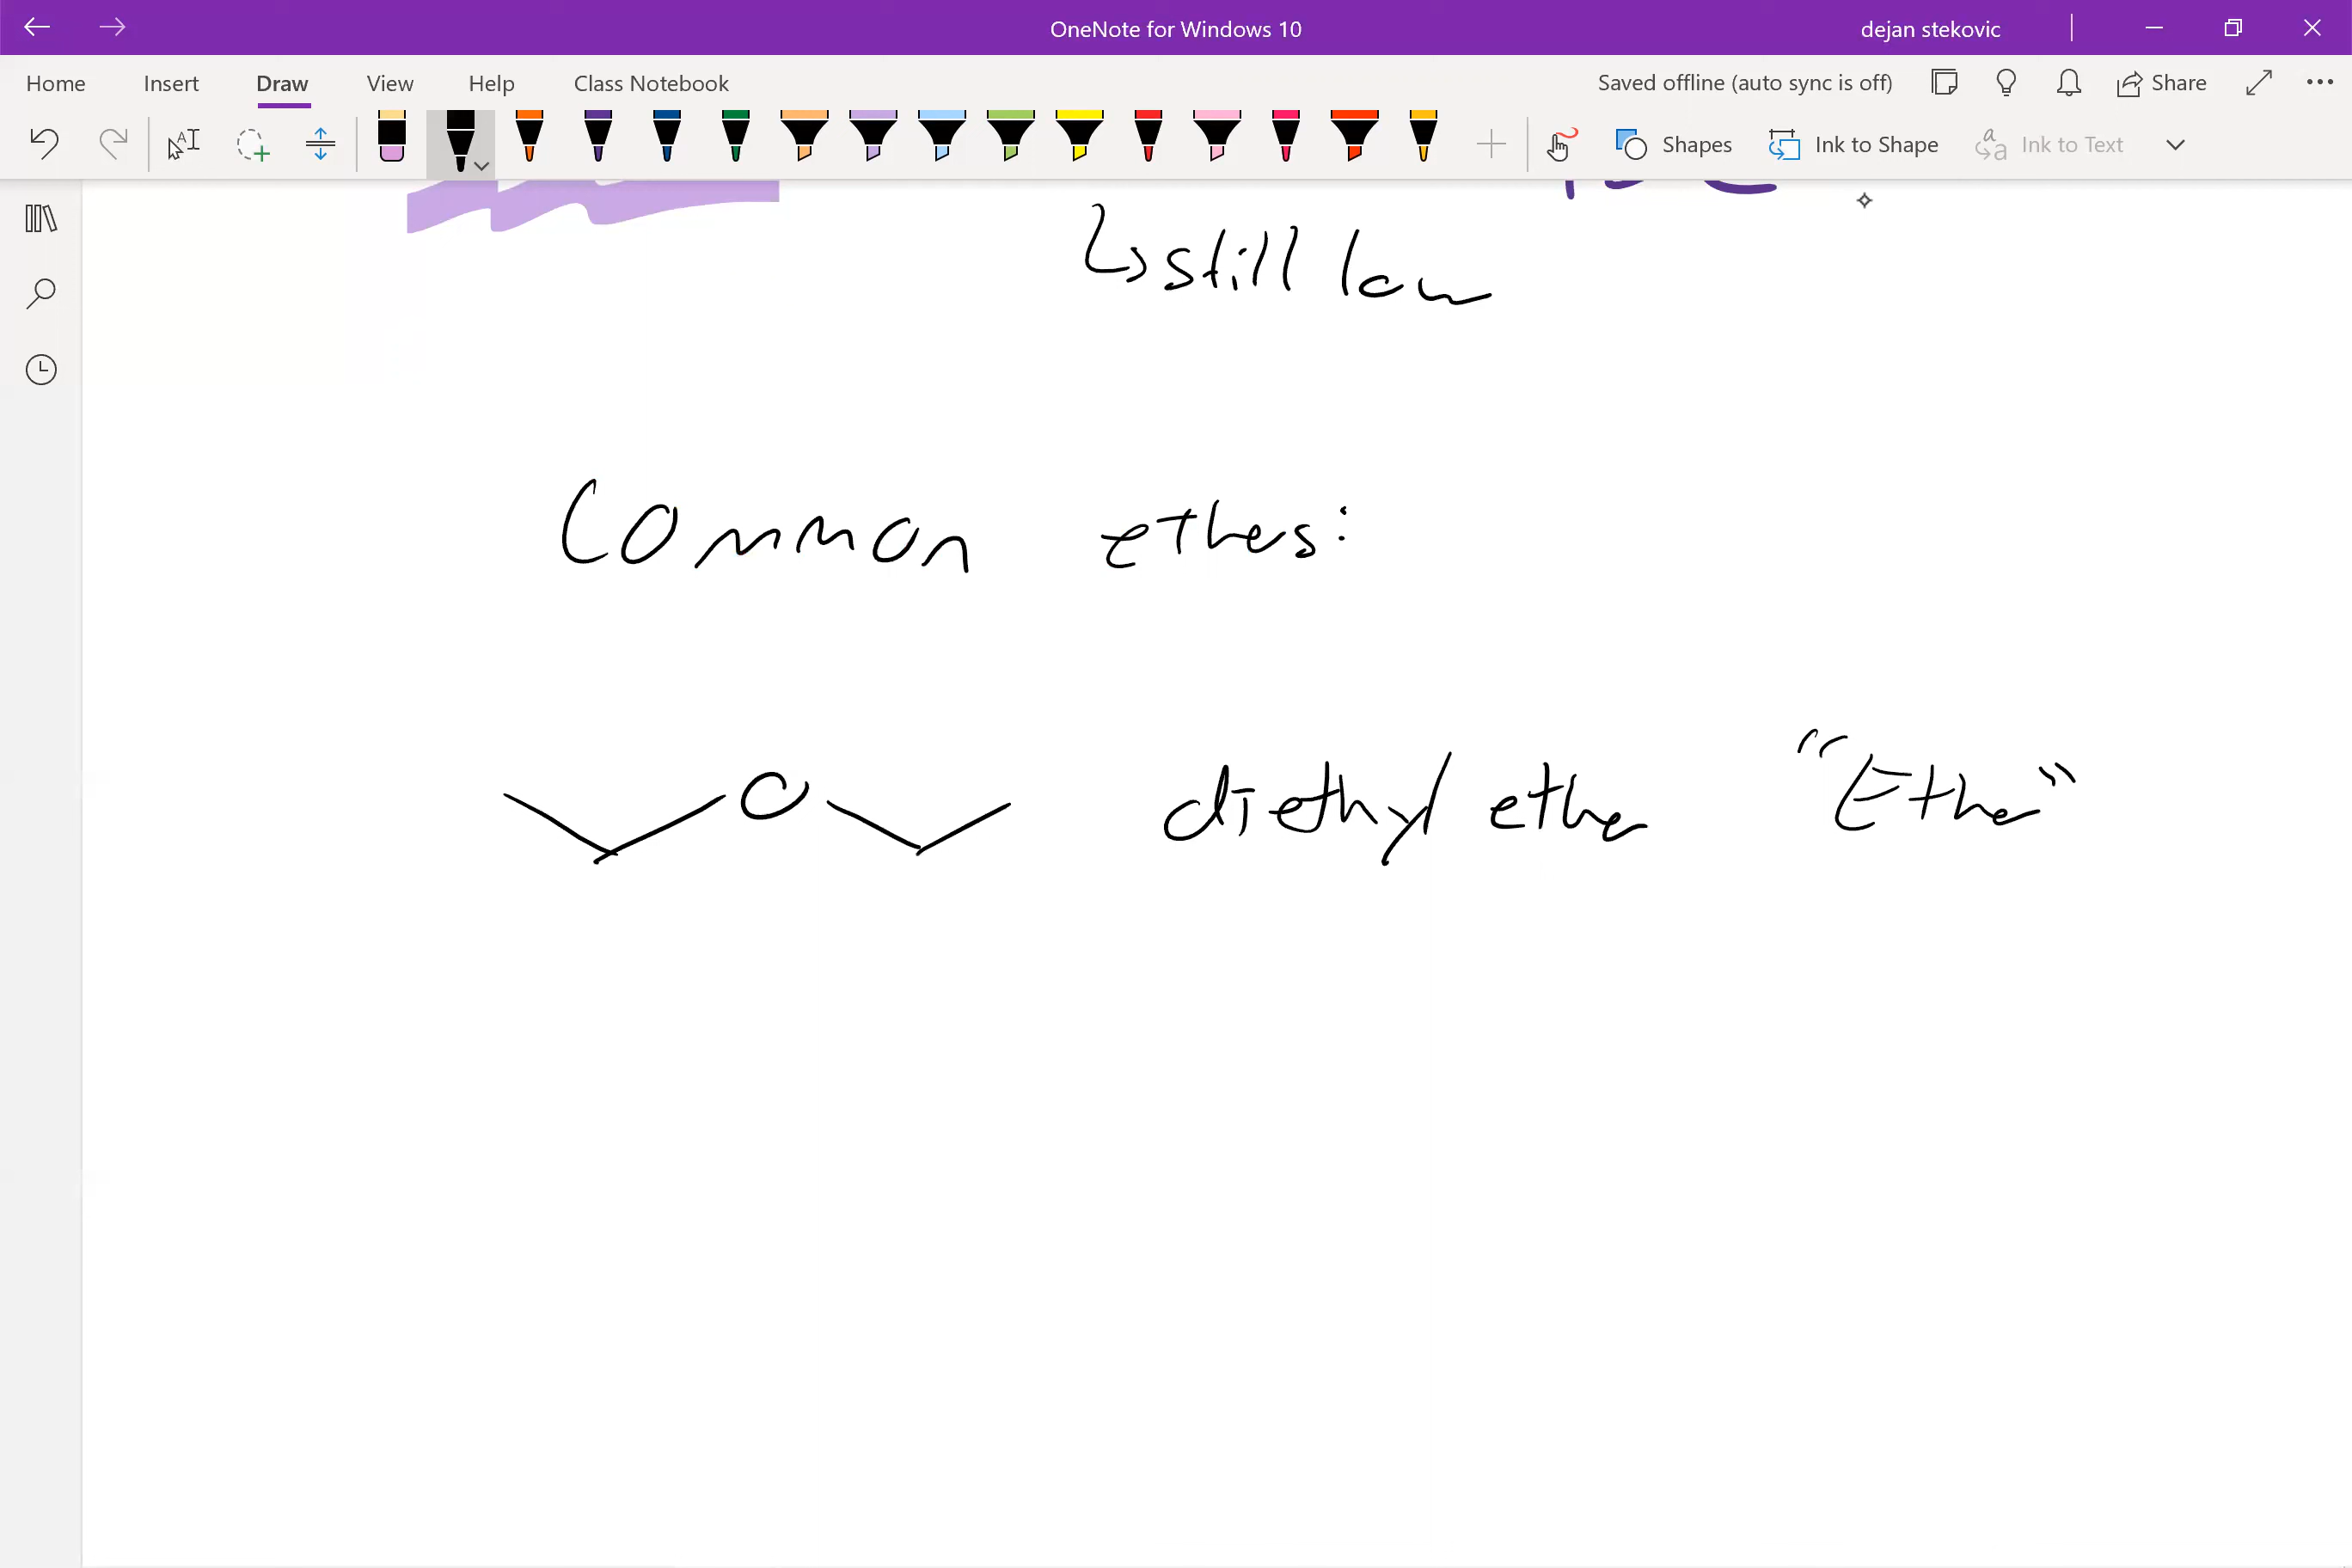 OneNote for Windows 10
dejan stekovic
Home Insert Draw View Help Class Notebook
Saved offline (auto sync is off) Share
Shapes Ink to Shape Ink to Text
↳ still low
Common ethers:
O diethyl ether "Ether"